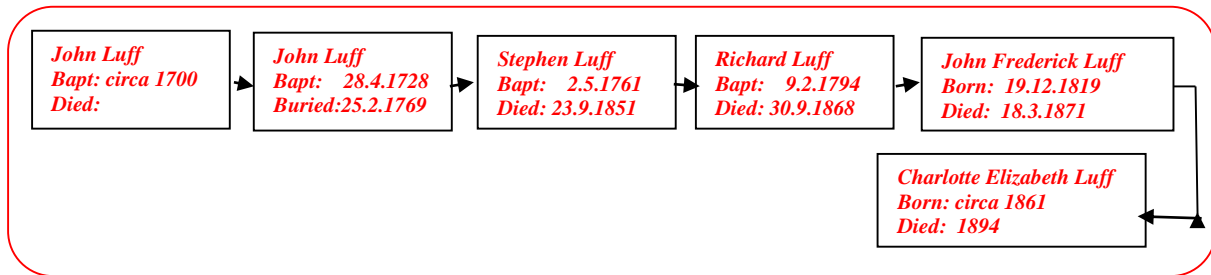 John Luff
Bapt: circa 1700
Died:
John Luff
Bapt: 28.4.1728
Buried:25.2.1769
Stephen Luff
Bapt: 2.5.1761
Died: 23.9.1851
Richard Luff
Bapt: 9.2.1794
Died: 30.9.1868
John Frederick Luff
Born: 19.12.1819
Died: 18.3.1871
Charlotte Elizabeth Luff
Born: circa 1861
Died: 1894